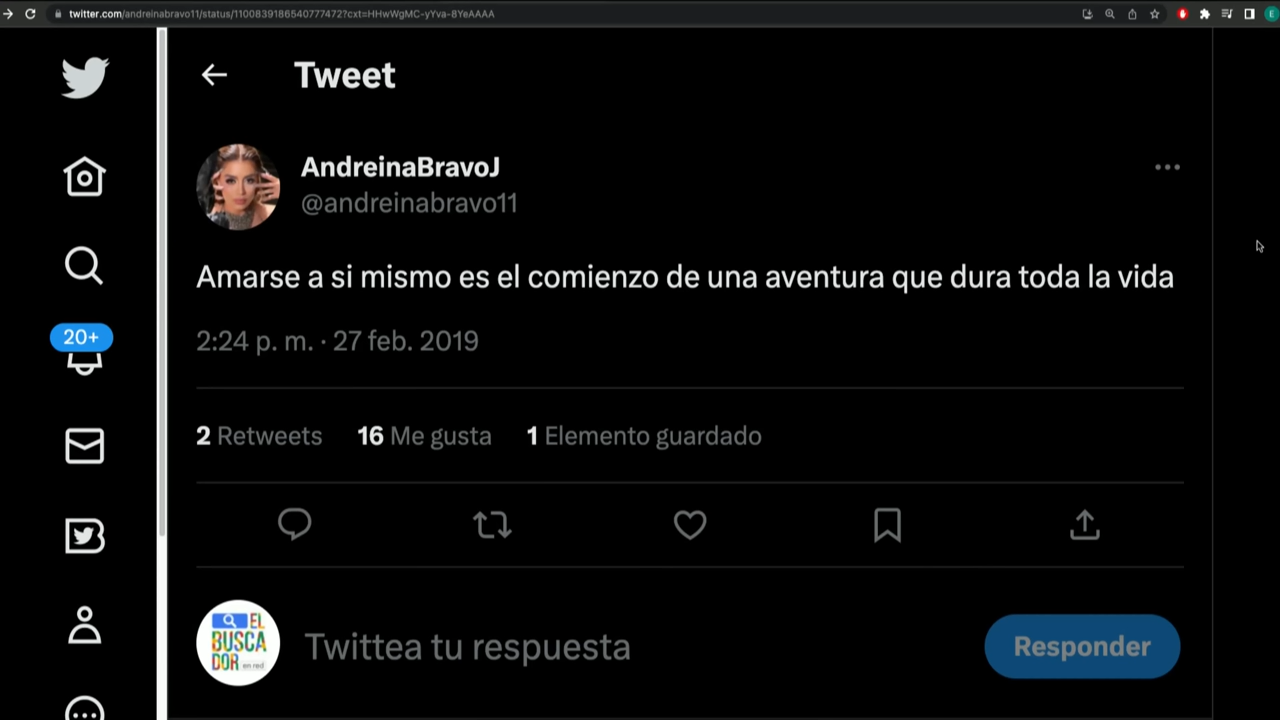 twitter.com/andreinabravo11/status/1100839186540777472?cxt=HHwWgMC-yYva-8YeAAAA
E
Tweet
AndreinaBravoJ
@andreinabravo11
Amarse a si mismo es el comienzo de una aventura que dura toda la vida
20+
2:24 p. m. · 27 feb. 2019
2 Retweets 16 Me gusta 1 Elemento guardado
EL
BUSCA
DOR en red
Twittea tu respuesta
Responder